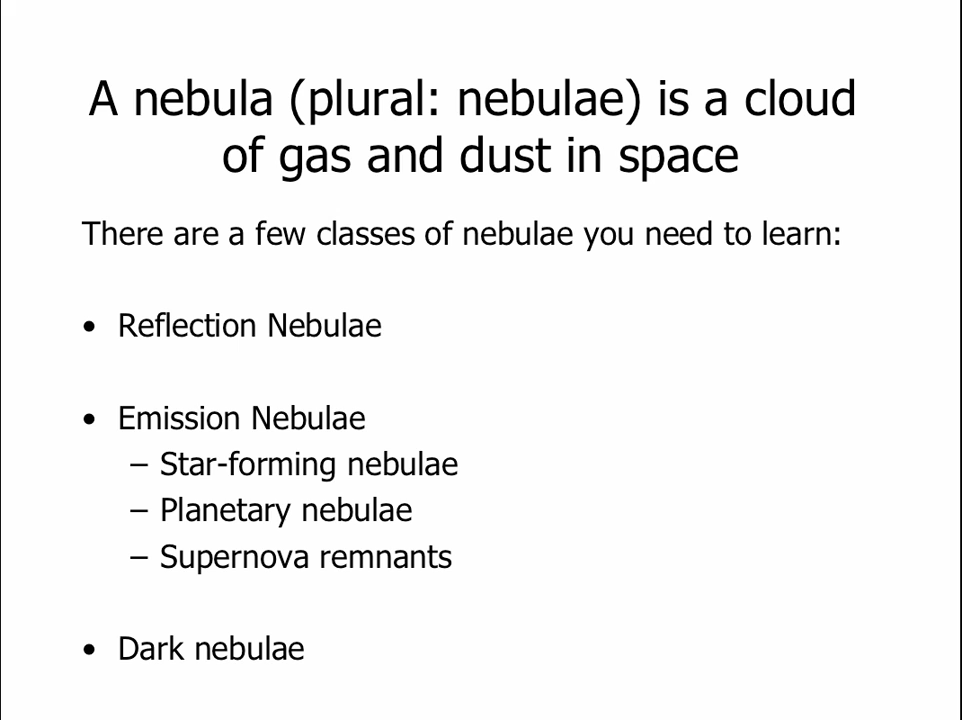 A nebula (plural: nebulae) is a cloud
of gas and dust in space
There are a few classes of nebulae you need to learn:
• Reflection Nebulae
• Emission Nebulae
– Star-forming nebulae
– Planetary nebulae
– Supernova remnants
• Dark nebulae